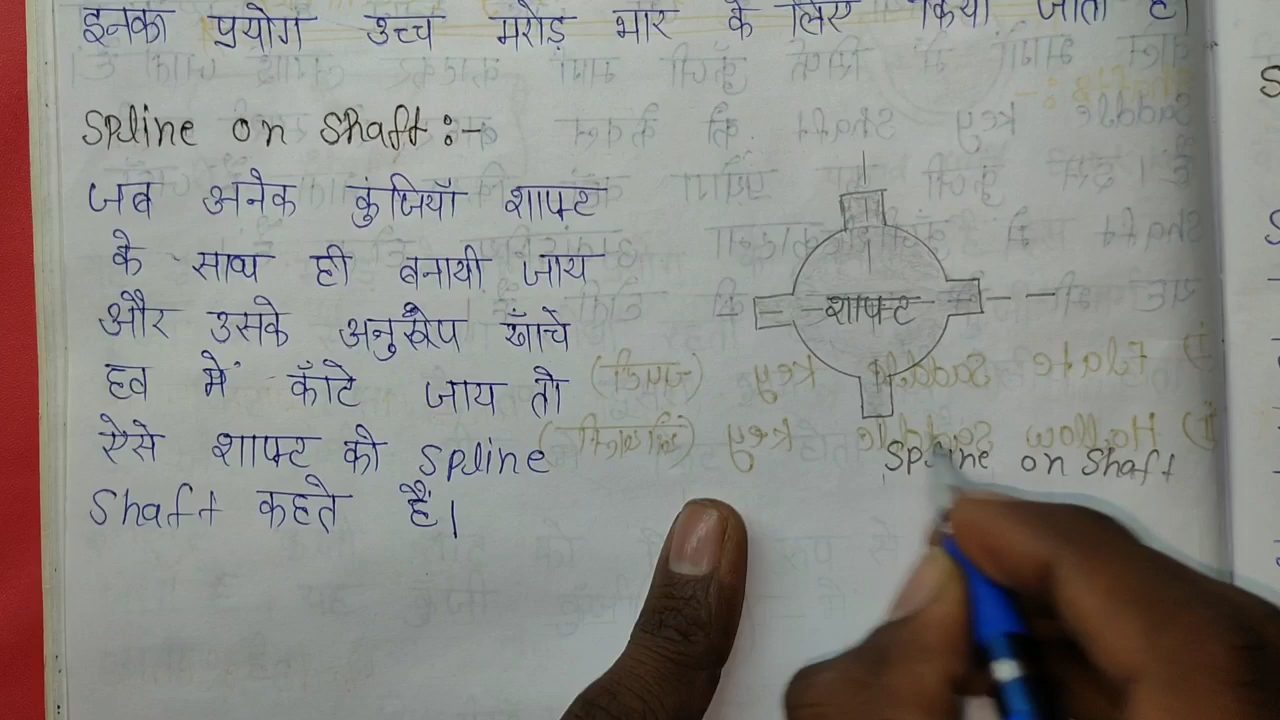 इनका प्रयोग उच्च मरोड़ भार के लिए किया जाता है।
Spline on Shaft :-
जब अनेक कुंजियाँ शाफ्ट
के साथ ही बनायी जाय
और उसके अनुरूप खाँचे
हव में काँटे जाय तो
ऐसे शाफ्ट को Spline
Shaft कहते हैं।
शाफ्ट
Spline on Shaft